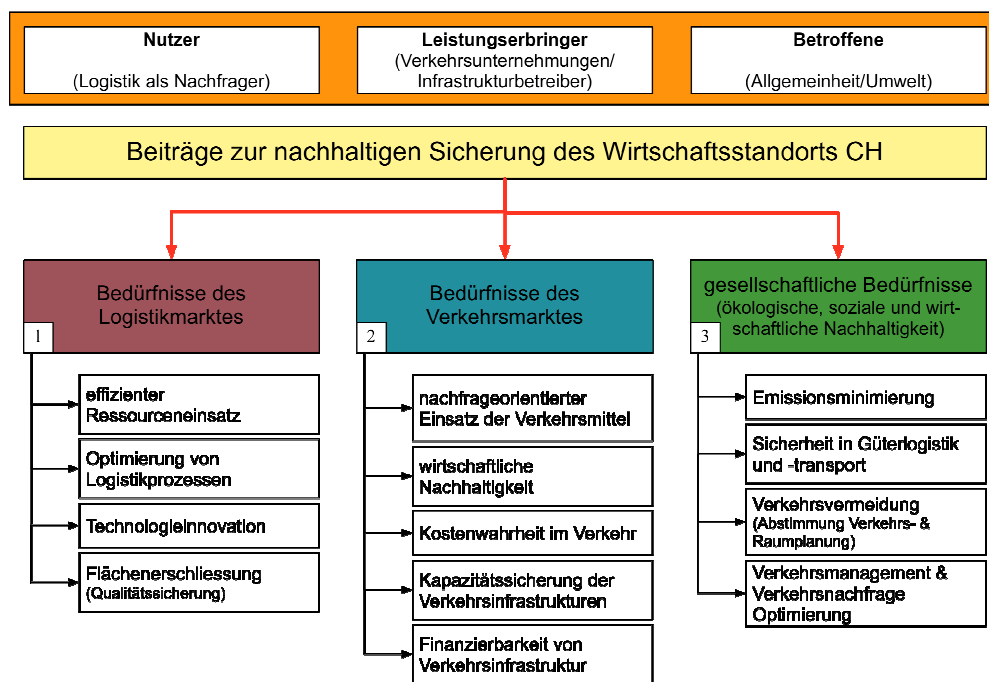 Nutzer
(Logistik als Nachfrager)
Leistungserbringer
(Verkehrsunternehmungen/
Infrastrukturbetreiber)
Betroffene
(Allgemeinheit/Umwelt)
Beiträge zur nachhaltigen Sicherung des Wirtschaftsstandorts CH
Bedürfnisse des
Logistikmarktes
1
effizienter
Ressourceneinsatz
Optimierung von
Logistikprozessen
Technologieinnovation
Flächenerschliessung
(Qualitätssicherung)
Bedürfnisse des
Verkehrsmarktes
2
nachfrageorientierter
Einsatz der Verkehrsmittel
wirtschaftliche
Nachhaltigkeit
Kostenwahrheit im Verkehr
Kapazitätssicherung der
Verkehrsinfrastrukturen
Finanzierbarkeit von
Verkehrsinfrastruktur
gesellschaftliche Bedürfnisse
(ökologische, soziale und wirt-
schaftliche Nachhaltigkeit)
3
Emissionsminimierung
Sicherheit in Güterlogistik
und -transport
Verkehrsvermeidung
(Abstimmung Verkehrs- &
Raumplanung)
Verkehrsmanagement &
Verkehrsnachfrage
Optimierung